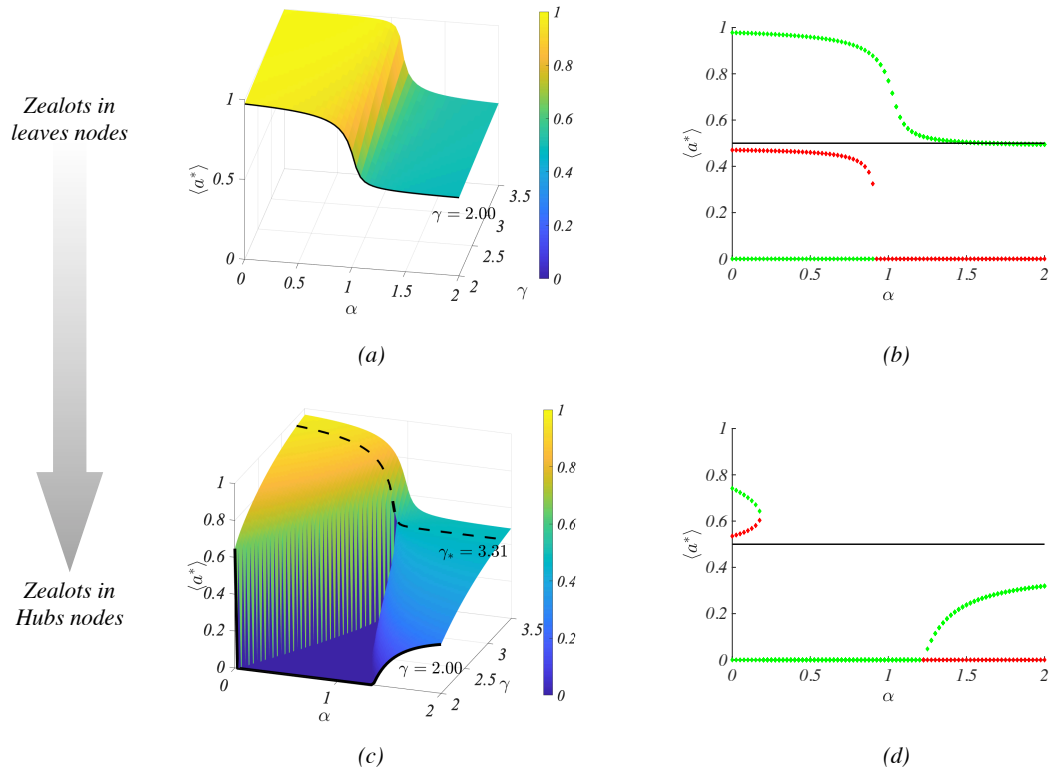 Zealots in
leaves nodes
Zealots in
Hubs nodes
1
0.5
0
⟨a*⟩
0
0.5
1
1.5
2
α
2
2.5
3
3.5
γ
γ = 2.00
1
0.8
0.6
0.4
0.2
0
(a)
1
0.8
0.6
0.4
0.2
0
⟨a*⟩
0
0.5
1
1.5
2
α
(b)
1
0.8
0.6
0.4
0.2
0
⟨a*⟩
0
1
2
α
2
2.5
3
3.5
γ
γ* = 3.31
γ = 2.00
1
0.8
0.6
0.4
0.2
0
(c)
1
0.8
0.6
0.4
0.2
0
⟨a*⟩
0
0.5
1
1.5
2
α
(d)